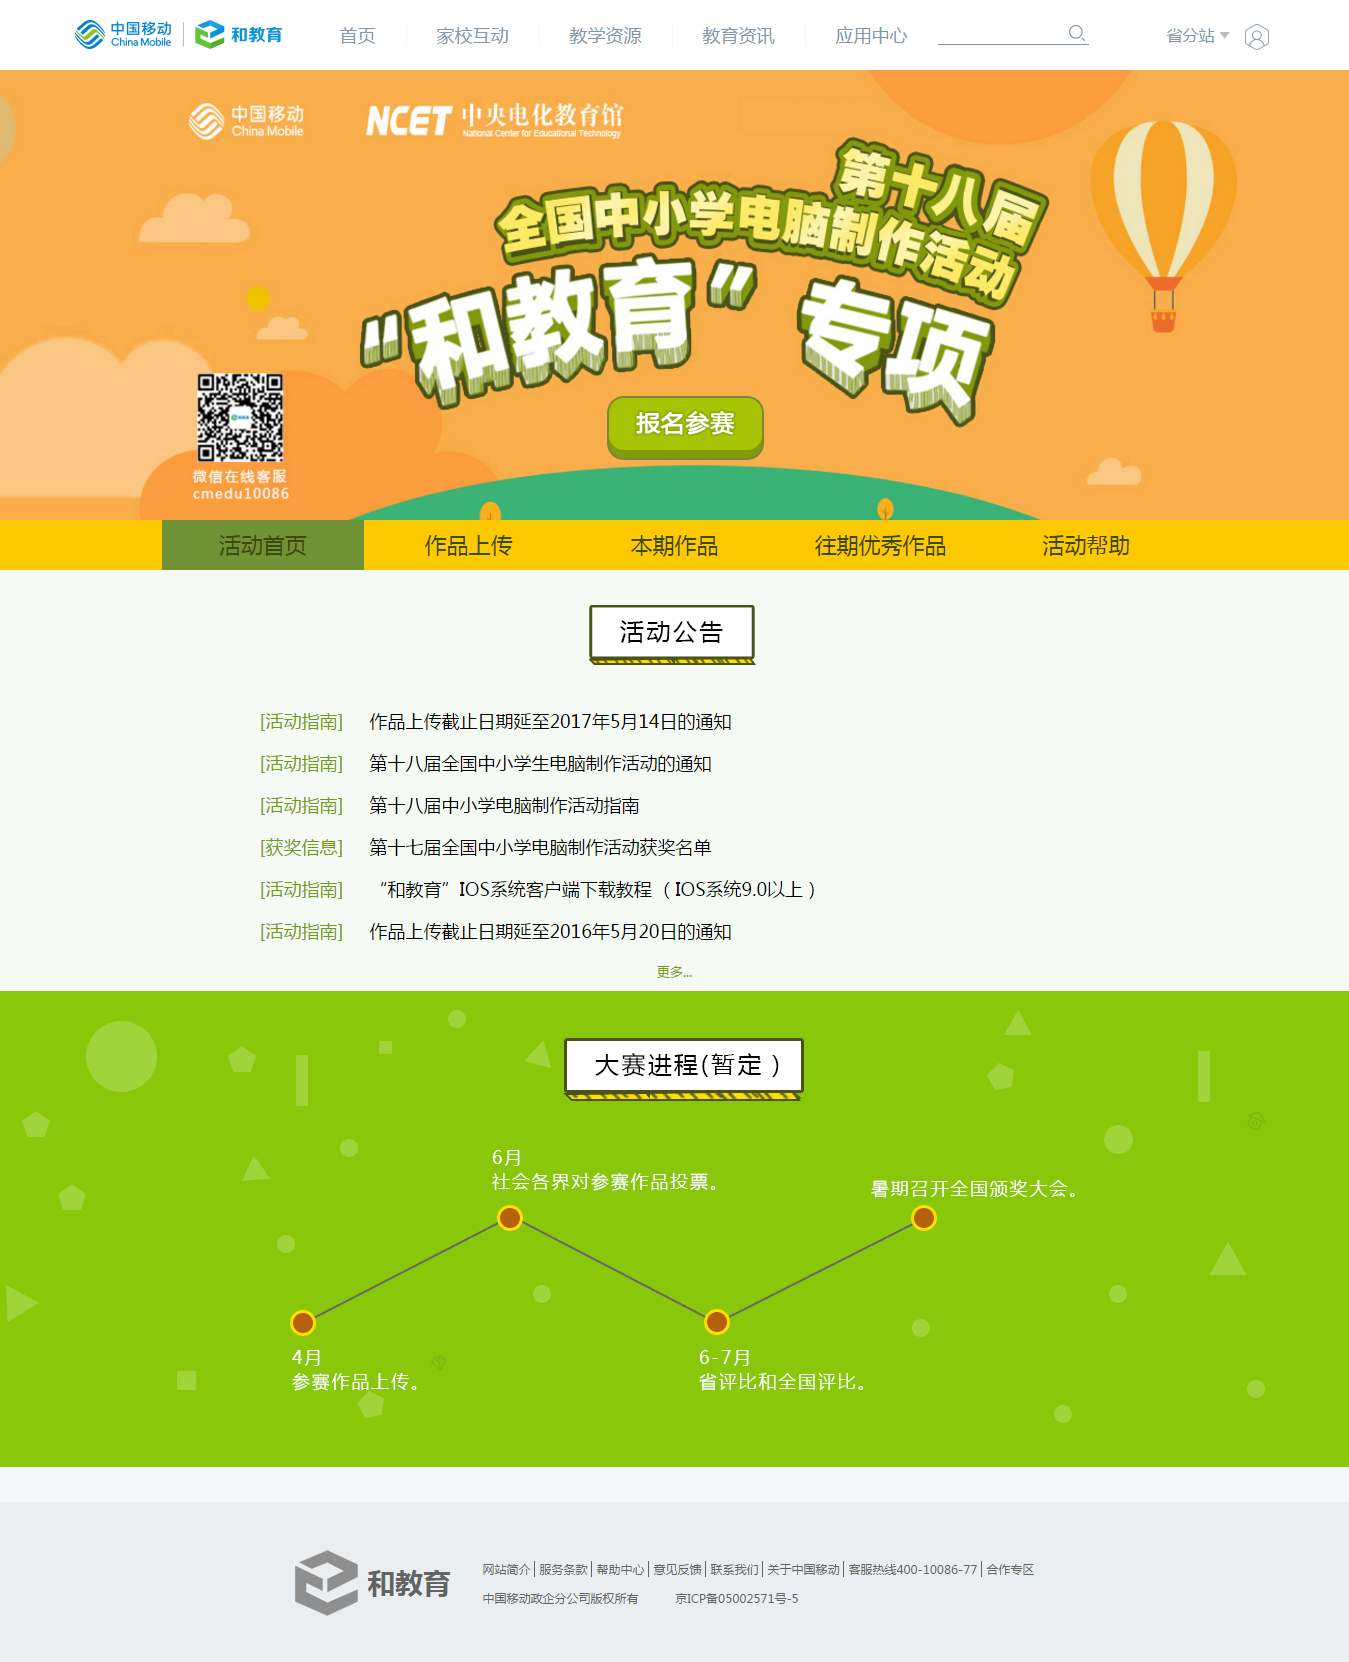 中国移动
China Mobile
和教育
首页
家校互动
教学资源
教育资讯
应用中心
省分站
中国移动
China Mobile
NCET 中央电化教育馆
National Center for Educational Technology
第十八届
全国中小学电脑制作活动
“和教育”专项
报名参赛
微信在线客服
cmedu10086
活动首页
作品上传
本期作品
往期优秀作品
活动帮助
活动公告
[活动指南] 作品上传截止日期延至2017年5月14日的通知
[活动指南] 第十八届全国中小学生电脑制作活动的通知
[活动指南] 第十八届中小学电脑制作活动指南
[获奖信息] 第十七届全国中小学电脑制作活动获奖名单
[活动指南] “和教育”IOS系统客户端下载教程（IOS系统9.0以上）
[活动指南] 作品上传截止日期延至2016年5月20日的通知
更多...
大赛进程(暂定）
6月
社会各界对参赛作品投票。
暑期召开全国颁奖大会。
4月
参赛作品上传。
6-7月
省评比和全国评比。
和教育
网站简介│服务条款│帮助中心│意见反馈│联系我们│关于中国移动│客服热线400-10086-77│合作专区
中国移动政企分公司版权所有 京ICP备05002571号-5